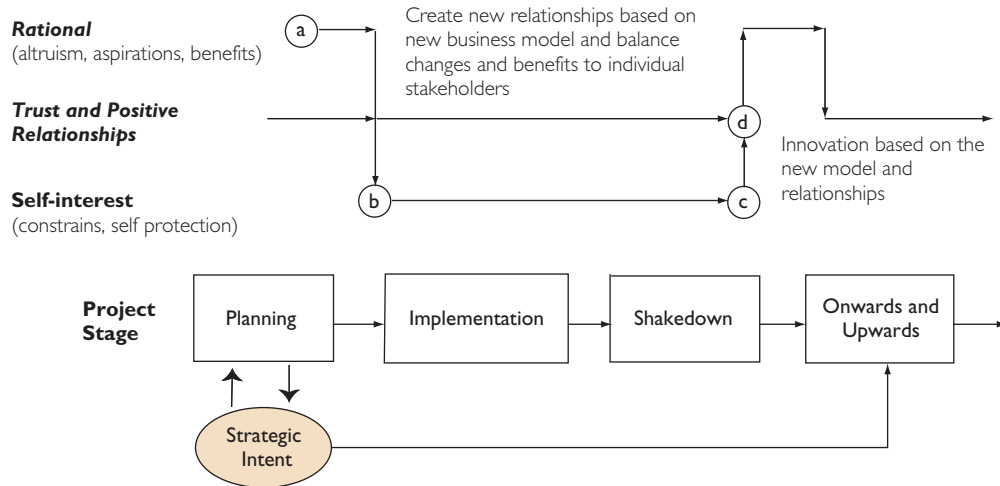 Rational
(altruism, aspirations, benefits)
a
Create new relationships based on
new business model and balance
changes and benefits to individual
stakeholders
Trust and Positive
Relationships
d
Innovation based on the
new model and
relationships
Self-interest
(constrains, self protection)
b
c
Project
Stage
Planning
Implementation
Shakedown
Onwards and
Upwards
Strategic
Intent